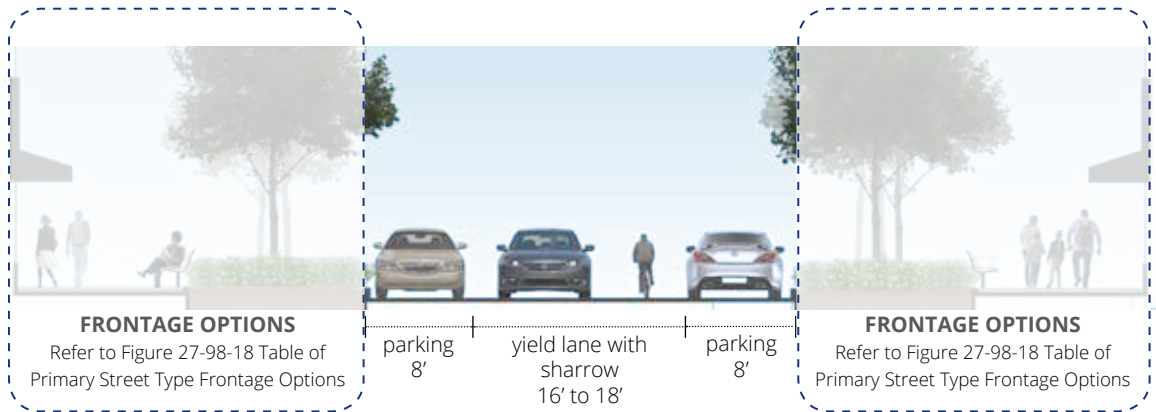 FRONTAGE OPTIONS
Refer to Figure 27-98-18 Table of
Primary Street Type Frontage Options
parking
8’
yield lane with
sharrow
16’ to 18’
parking
8’
FRONTAGE OPTIONS
Refer to Figure 27-98-18 Table of
Primary Street Type Frontage Options